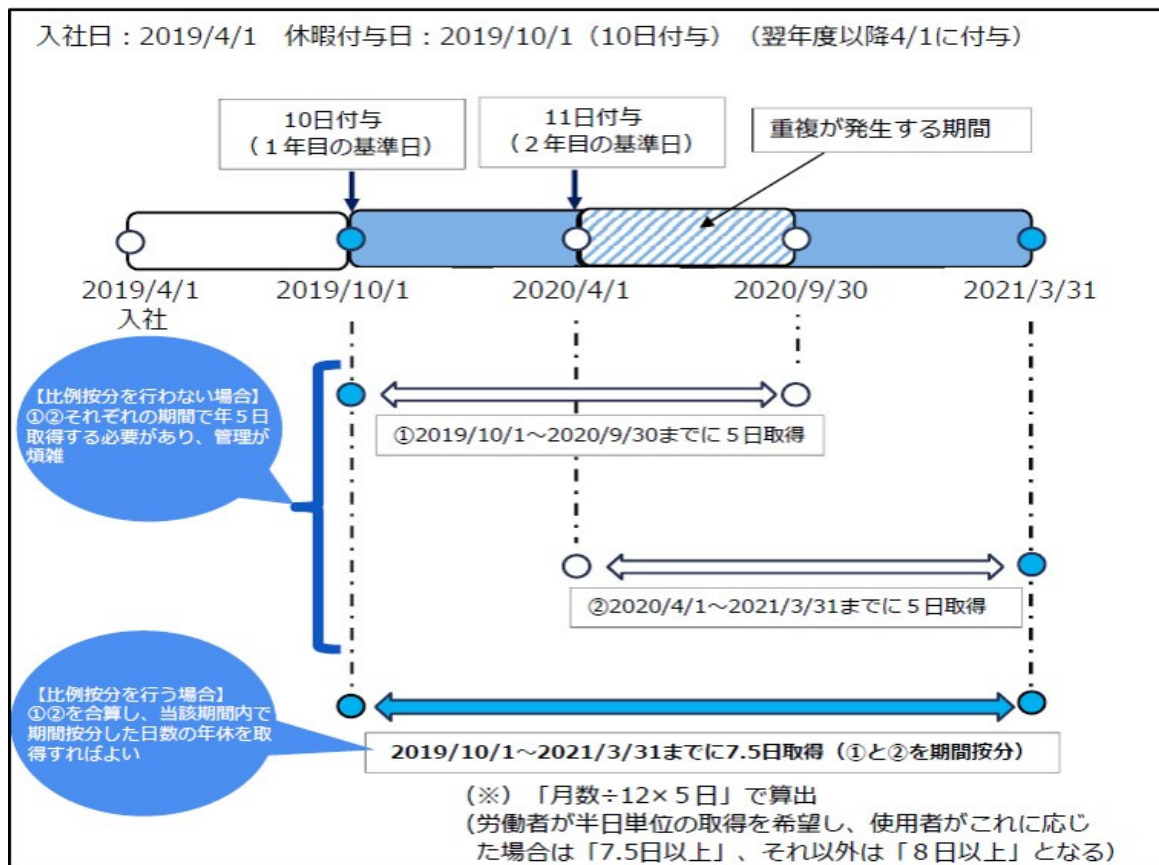 入社日：2019/4/1　休暇付与日：2019/10/1（10日付与）（翌年度以降4/1に付与）
10日付与
（１年目の基準日）
11日付与
（２年目の基準日）
重複が発生する期間
2019/4/1
入社
2019/10/1
2020/4/1
2020/9/30
2021/3/31
【比例按分を行わない場合】
①②それぞれの期間で年５日
取得する必要があり、管理が
煩雑
①2019/10/1～2020/9/30までに５日取得
②2020/4/1～2021/3/31までに５日取得
【比例按分を行う場合】
①②を合算し、当該期間内で
期間按分した日数の年休を取
得すればよい
2019/10/1～2021/3/31までに7.5日取得（①と②を期間按分）
（※）「月数÷12×５日」で算出
(労働者が半日単位の取得を希望し、使用者がこれに応じ
た場合は「7.5日以上」、それ以外は「８日以上」となる）